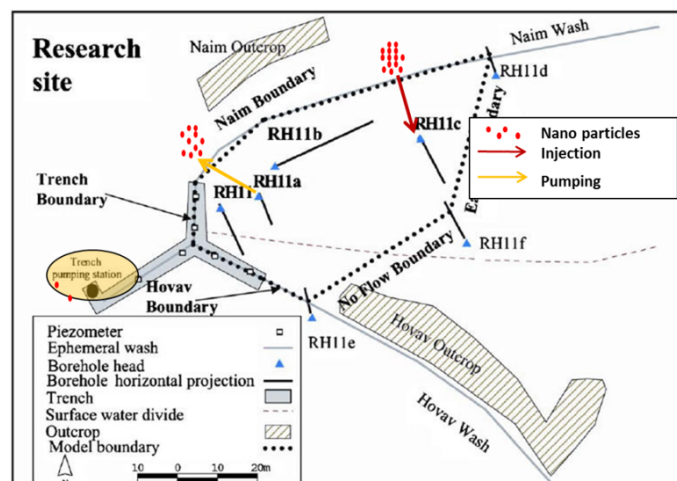 Research
site
Naim Outcrop
Naim Wash
Naim Boundary
RH11d
RH11b
RH11c
Nano particles
Injection
Pumping
RH11a
RH11
Trench
Boundary
RH11f
Trench
pumping station
No Flow Boundary
Hovav
Boundary
RH11e
Hovav Outcrop
Hovav Wash
Piezometer
Ephemeral wash
Borehole head
Borehole horizontal projection
Trench
Surface water divide
Outcrop
Model boundary
10 0 10 20m